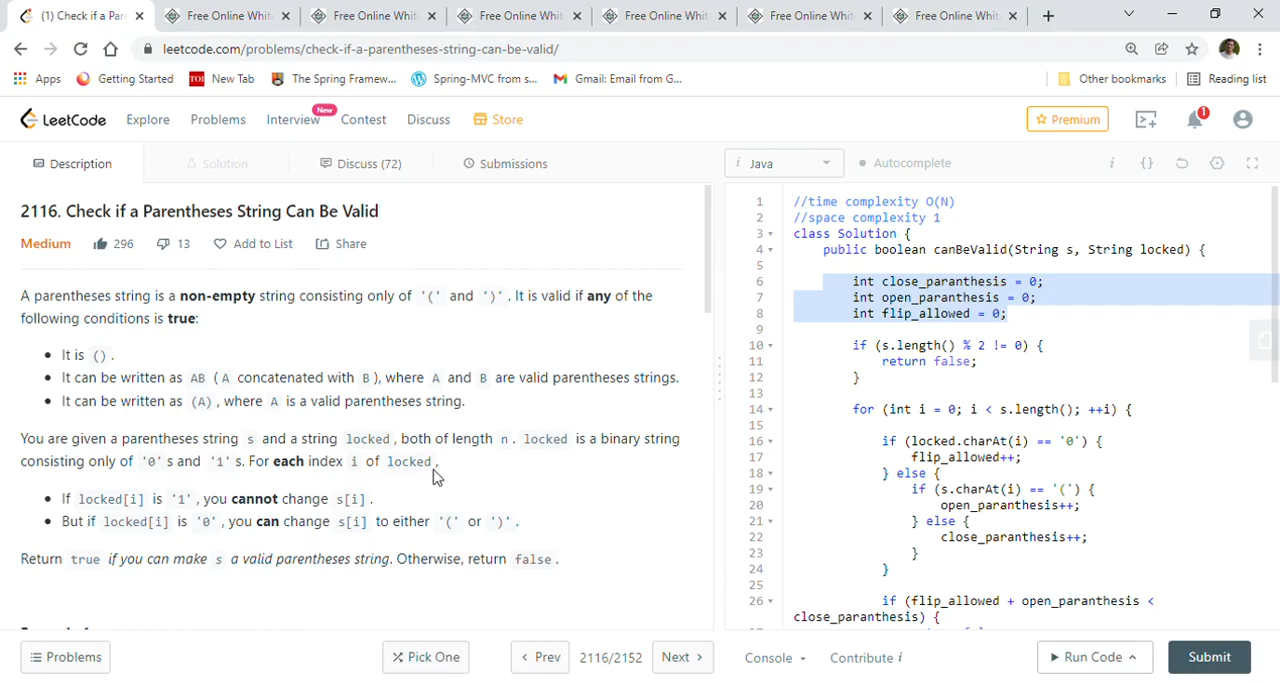 (1) Check if a Par
Free Online Whit
Free Online Whit
Free Online Whit
Free Online Whit
Free Online Whit
Free Online Whit
leetcode.com/problems/check-if-a-parentheses-string-can-be-valid/
Apps
Getting Started
TOI
New Tab
The Spring Framew...
Spring-MVC from s...
Gmail: Email from G...
Other bookmarks
Reading list
LeetCode
Explore
Problems
Interview
New
Contest
Discuss
Store
Premium
1
Description
Solution
Discuss (72)
Submissions
i Java
Autocomplete
i
{}
2116. Check if a Parentheses String Can Be Valid
Medium
296
13
Add to List
Share
A parentheses string is a non-empty string consisting only of '(' and ')'. It is valid if any of the
following conditions is true:
• It is ().
• It can be written as AB (A concatenated with B), where A and B are valid parentheses strings.
• It can be written as (A), where A is a valid parentheses string.
You are given a parentheses string s and a string locked, both of length n. locked is a binary string
consisting only of '0's and '1's. For each index i of locked,
• If locked[i] is '1', you cannot change s[i].
• But if locked[i] is '0', you can change s[i] to either '(' or ')'.
Return true if you can make s a valid parentheses string. Otherwise, return false.
1 //time complexity O(N)
2 //space complexity 1
3 class Solution {
4 public boolean canBeValid(String s, String locked) {
5
6 int close_paranthesis = 0;
7 int open_paranthesis = 0;
8 int flip_allowed = 0;
9
10 if (s.length() % 2 != 0) {
11 return false;
12 }
13
14 for (int i = 0; i < s.length(); ++i) {
15
16 if (locked.charAt(i) == '0') {
17 flip_allowed++;
18 } else {
19 if (s.charAt(i) == '(') {
20 open_paranthesis++;
21 } else {
22 close_paranthesis++;
23 }
24 }
25
26 if (flip_allowed + open_paranthesis <
close_paranthesis) {
Problems
Pick One
Prev
2116/2152
Next
Console
Contribute i
Run Code
Submit